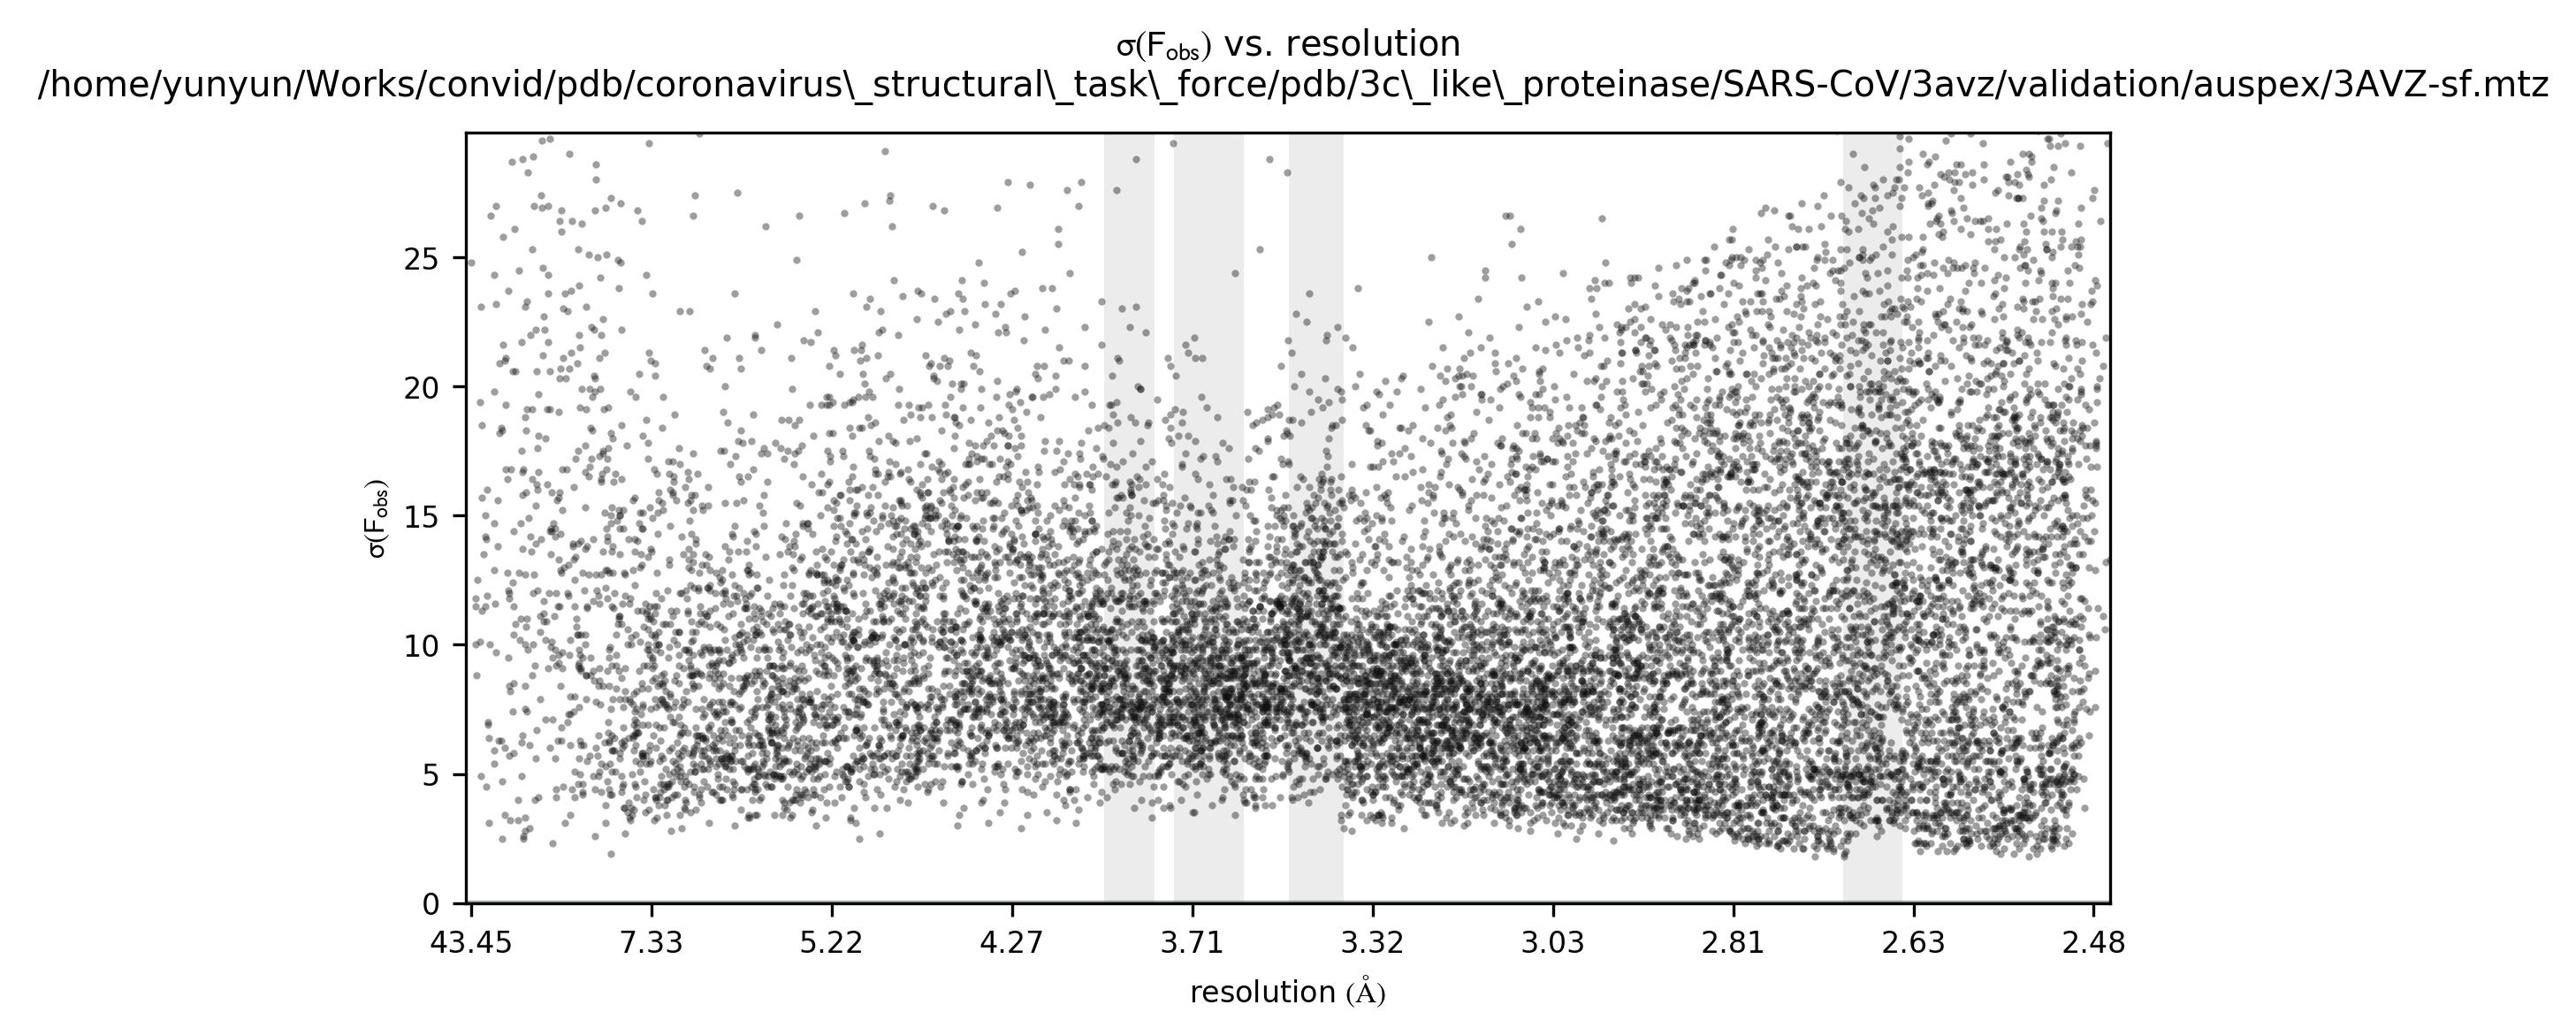 σ(Fobs) vs. resolution
/home/yunyun/Works/convid/pdb/coronavirus\_structural\_task\_force/pdb/3c\_like\_proteinase/SARS-CoV/3avz/validation/auspex/3AVZ-sf.mtz
25
20
15
10
5
0
σ(Fobs)
43.45 7.33 5.22 4.27 3.71 3.32 3.03 2.81 2.63 2.48
resolution (Å)